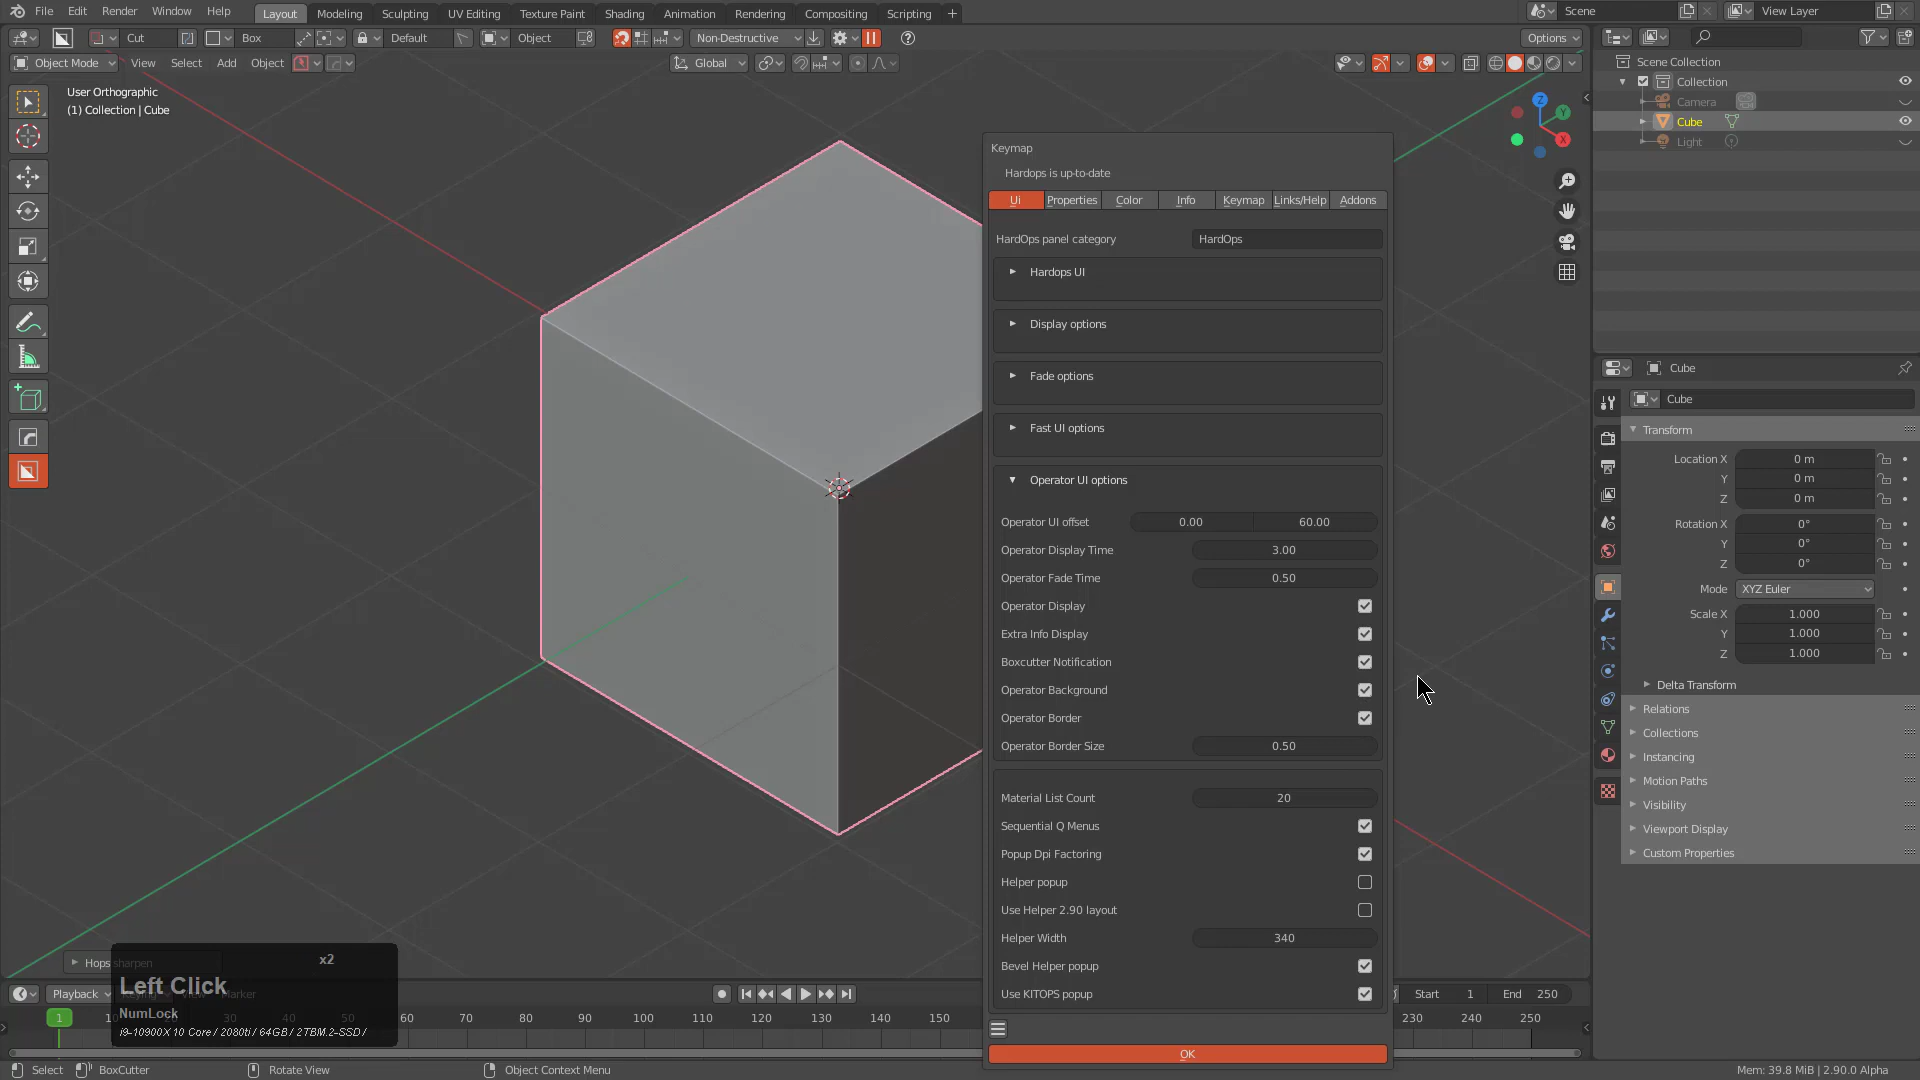 File Edit Render Window Help Layout Modeling Sculpting UV Editing Texture Paint Shading Animation Rendering Compositing Scripting + Scene View Layer
Cut Box Default Object Non-Destructive Options
Object Mode View Select Add Object Global
User Orthographic
(1) Collection | Cube
Z
Y
X
Keymap
Hardops is up-to-date
Ui Properties Color Info Keymap Links/Help Addons
HardOps panel category HardOps
Hardops UI
Display options
Fade options
Fast UI options
Operator UI options
Operator UI offset 0.00 60.00
Operator Display Time 3.00
Operator Fade Time 0.50
Operator Display
Extra Info Display
Boxcutter Notification
Operator Background
Operator Border
Operator Border Size 0.50
Material List Count 20
Sequential Q Menus
Popup Dpi Factoring
Helper popup
Use Helper 2.90 layout
Helper Width 340
Bevel Helper popup
Use KITOPS popup
OK
Scene Collection
Collection
Camera
Cube
Light
Cube
Cube
Transform
Location X 0 m
Y 0 m
Z 0 m
Rotation X 0°
Y 0°
Z 0°
Mode XYZ Euler
Scale X 1.000
Y 1.000
Z 1.000
Delta Transform
Relations
Collections
Instancing
Motion Paths
Visibility
Viewport Display
Custom Properties
Hops sharpen
x2
Left Click
NumLock
i9-10900X 10 Core / 2080ti / 64GB / 2TBM.2-SSD /
Playback View Marker Start 1 End 250
1 10 30 40 50 60 70 80 90 100 110 120 130 140 150 230 240 250
Select BoxCutter Rotate View Object Context Menu Mem: 39.8 MiB | 2.90.0 Alpha